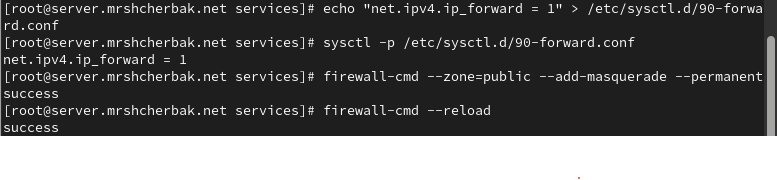 [root@server.mrshcherbak.net services]# echo "net.ipv4.ip_forward = 1" > /etc/sysctl.d/90-forwa
rd.conf
[root@server.mrshcherbak.net services]# sysctl -p /etc/sysctl.d/90-forward.conf
net.ipv4.ip_forward = 1
[root@server.mrshcherbak.net services]# firewall-cmd --zone=public --add-masquerade --permanent
success
[root@server.mrshcherbak.net services]# firewall-cmd --reload
success